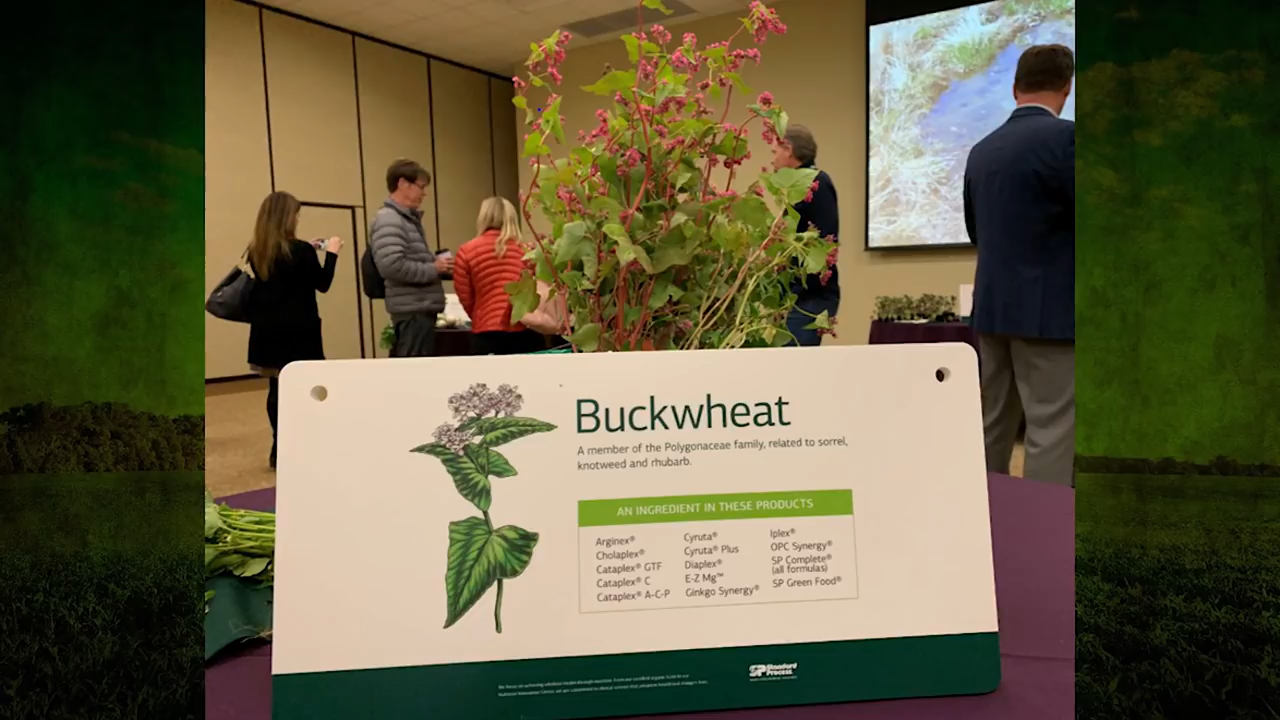 Buckwheat
A member of the Polygonaceae family, related to sorrel,
knotweed and rhubarb.
AN INGREDIENT IN THESE PRODUCTS
Arginex®
Cholaplex®
Cataplex® GTF
Cataplex® C
Cataplex® A-C-P
Cyruta®
Cyruta® Plus
Diaplex®
E-Z Mg™
Ginkgo Synergy®
Iplex®
OPC Synergy®
SP Complete®
(all formulas)
SP Green Food®
SP Standard
Process